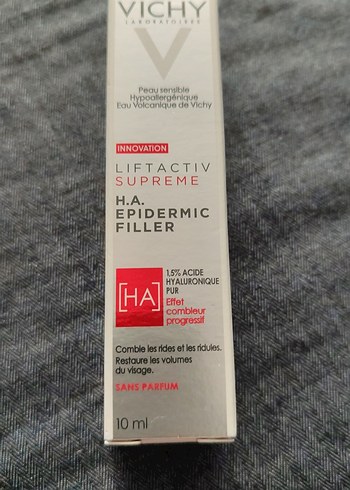 VICHY
LABORATOIRES
Peau sensible
Hypoallergénique
Eau Volcanique de Vichy
INNOVATION
LIFTACTIV
SUPREME
H.A.
EPIDERMIC
FILLER
[HA]
1,5% ACIDE
HYALURONIQUE
PUR
Effet
combleur
progressif
Comble les rides et les ridules.
Restaure les volumes
du visage.
SANS PARFUM
10 ml